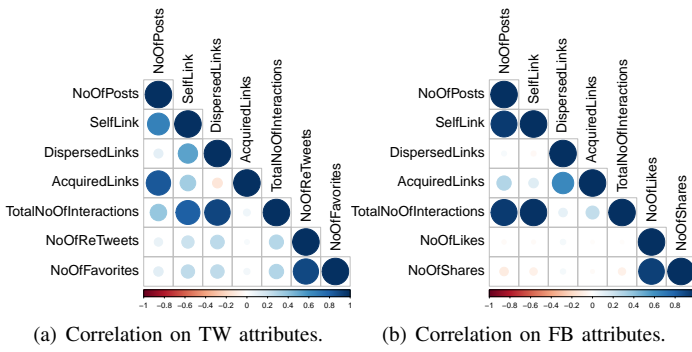 NoOfPosts
SelfLink
DispersedLinks
AcquiredLinks
TotalNoOfInteractions
NoOfReTweets
NoOfFavorites
NoOfPosts
SelfLink
DispersedLinks
AcquiredLinks
TotalNoOfInteractions
NoOfReTweets
NoOfFavorites
−1 −0.8 −0.6 −0.4 −0.2 0 0.2 0.4 0.6 0.8 1
(a) Correlation on TW attributes.
NoOfPosts
SelfLink
DispersedLinks
AcquiredLinks
TotalNoOfInteractions
NoOfLikes
NoOfShares
NoOfPosts
SelfLink
DispersedLinks
AcquiredLinks
TotalNoOfInteractions
NoOfLikes
NoOfShares
−1 −0.8 −0.6 −0.4 −0.2 0 0.2 0.4 0.6 0.8
(b) Correlation on FB attributes.